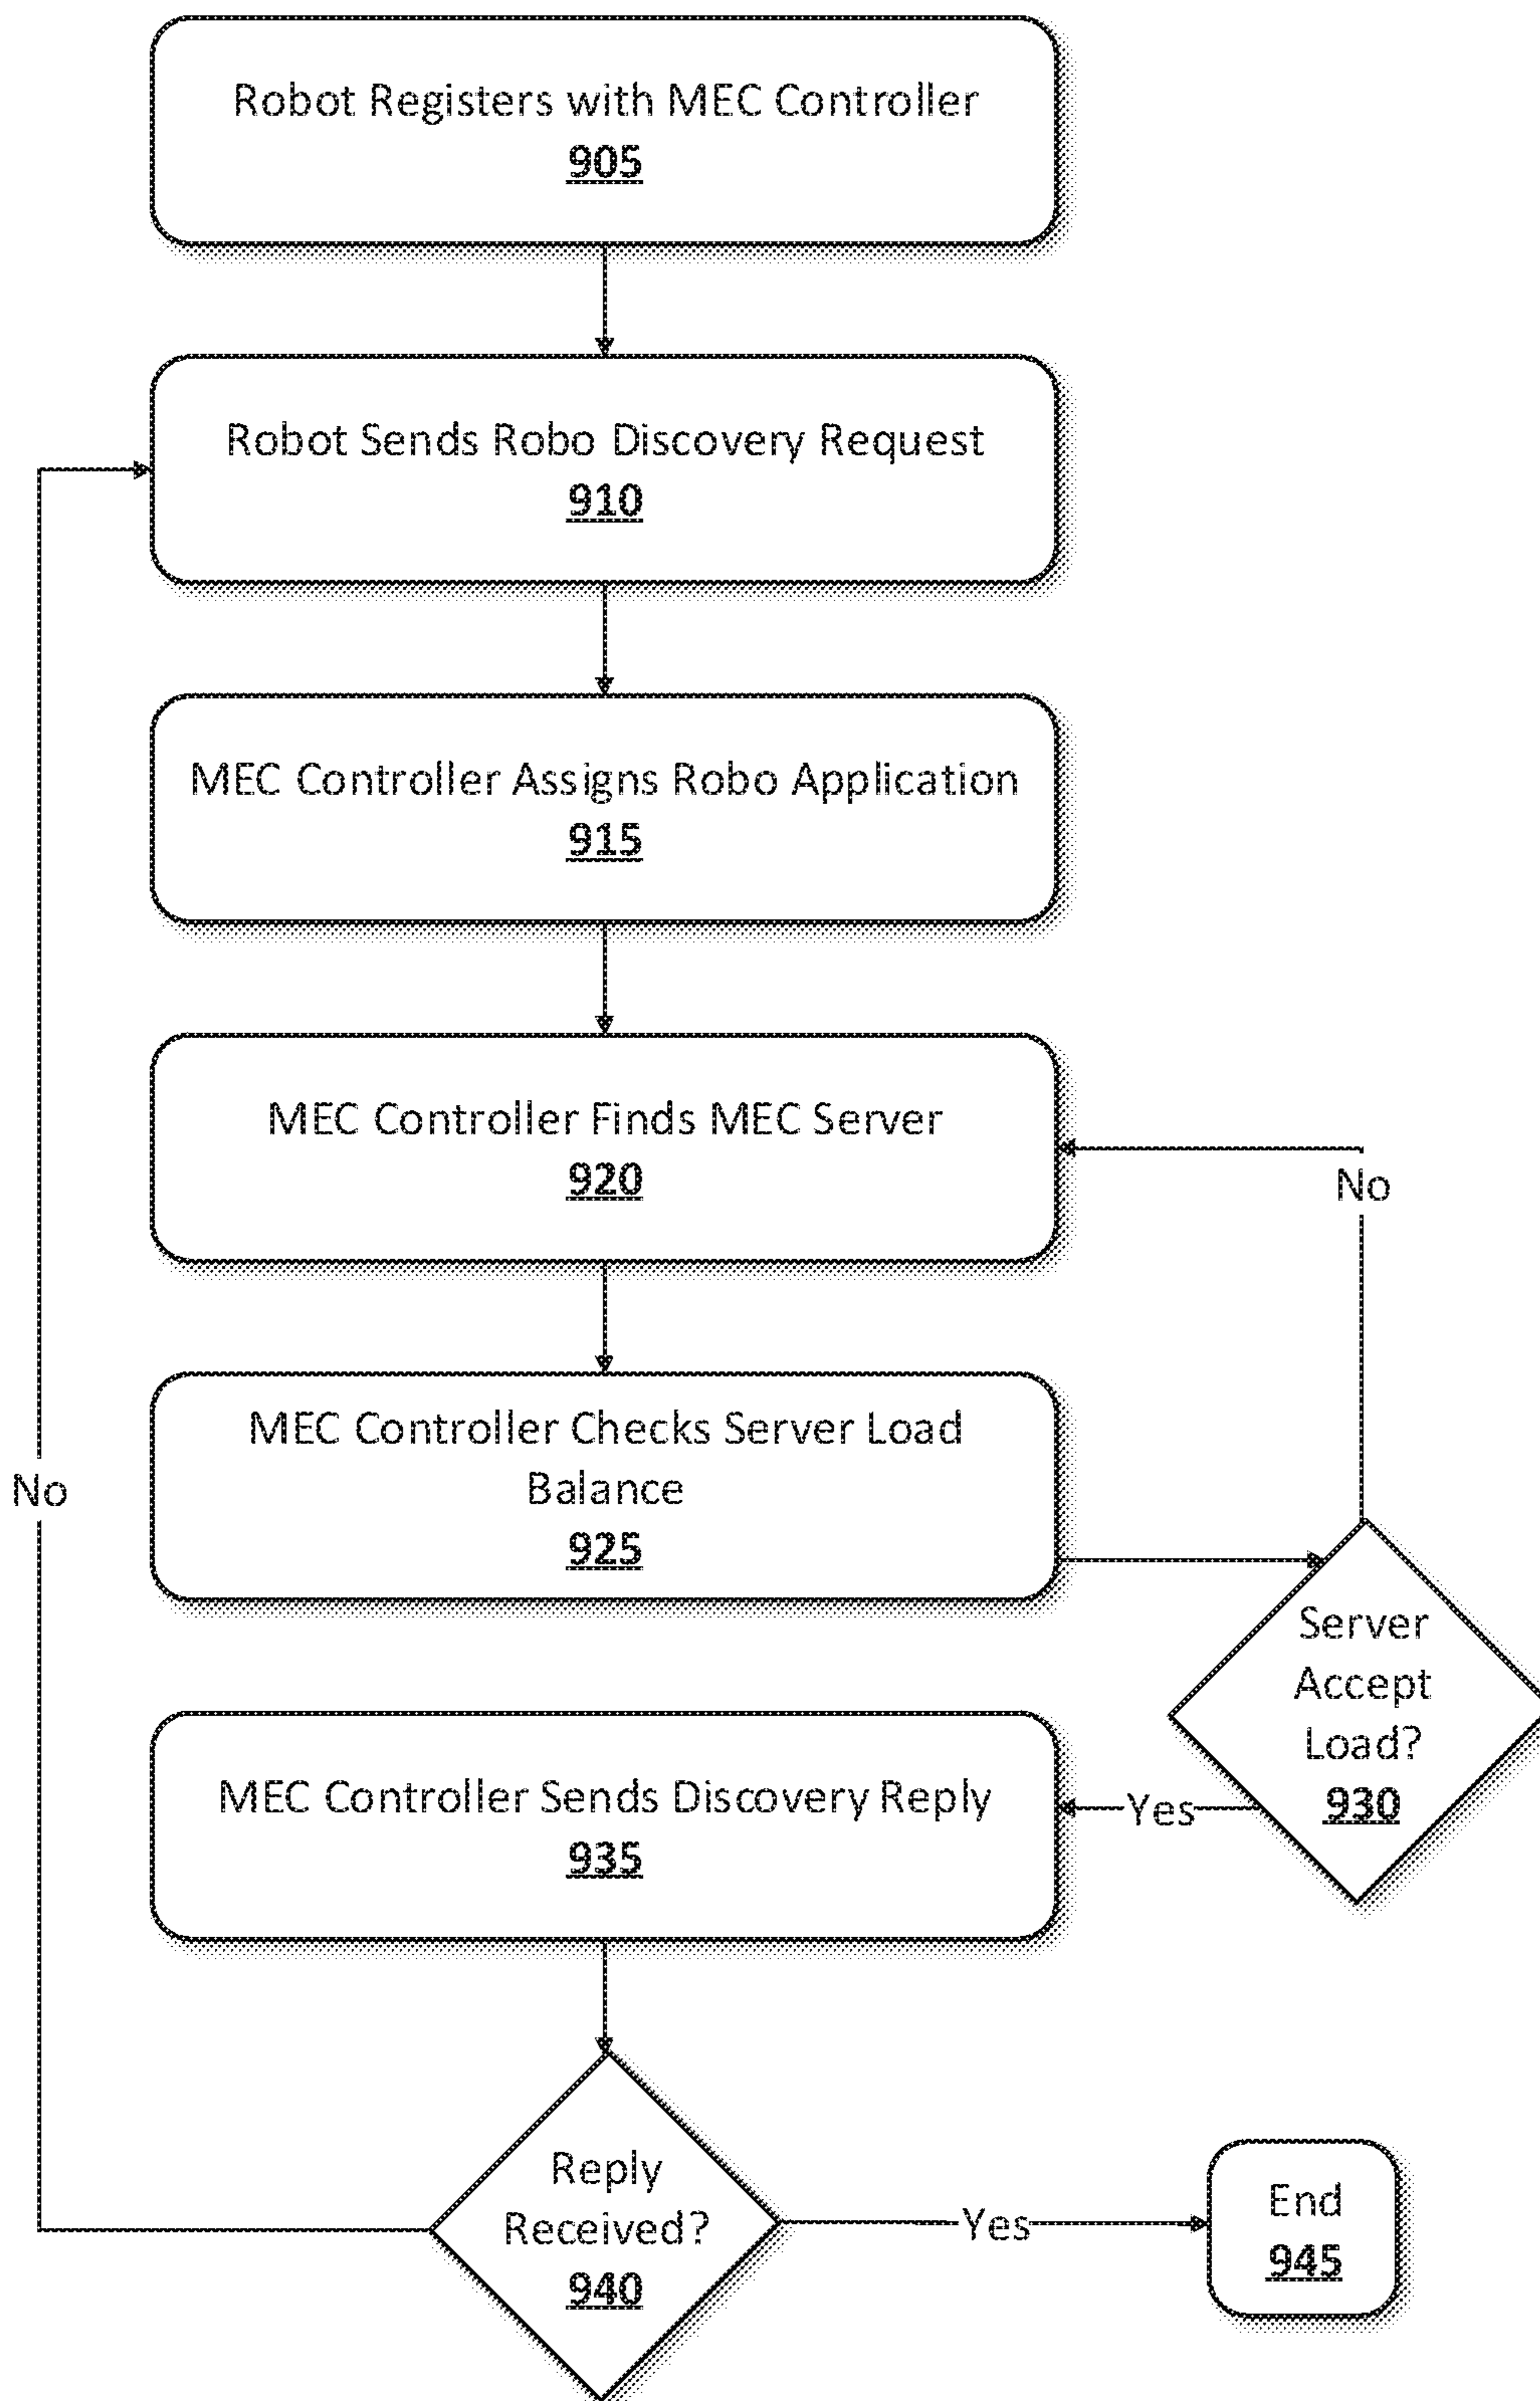 Robot Registers with MEC Controller
905
Robot Sends Robo Discovery Request
910
MEC Controller Assigns Robo Application
915
MEC Controller Finds MEC Server
920
No
MEC Controller Checks Server Load
Balance
925
No
Server
Accept
Load?
930
MEC Controller Sends Discovery Reply
935
Yes
Reply
Received?
940
Yes
End
945